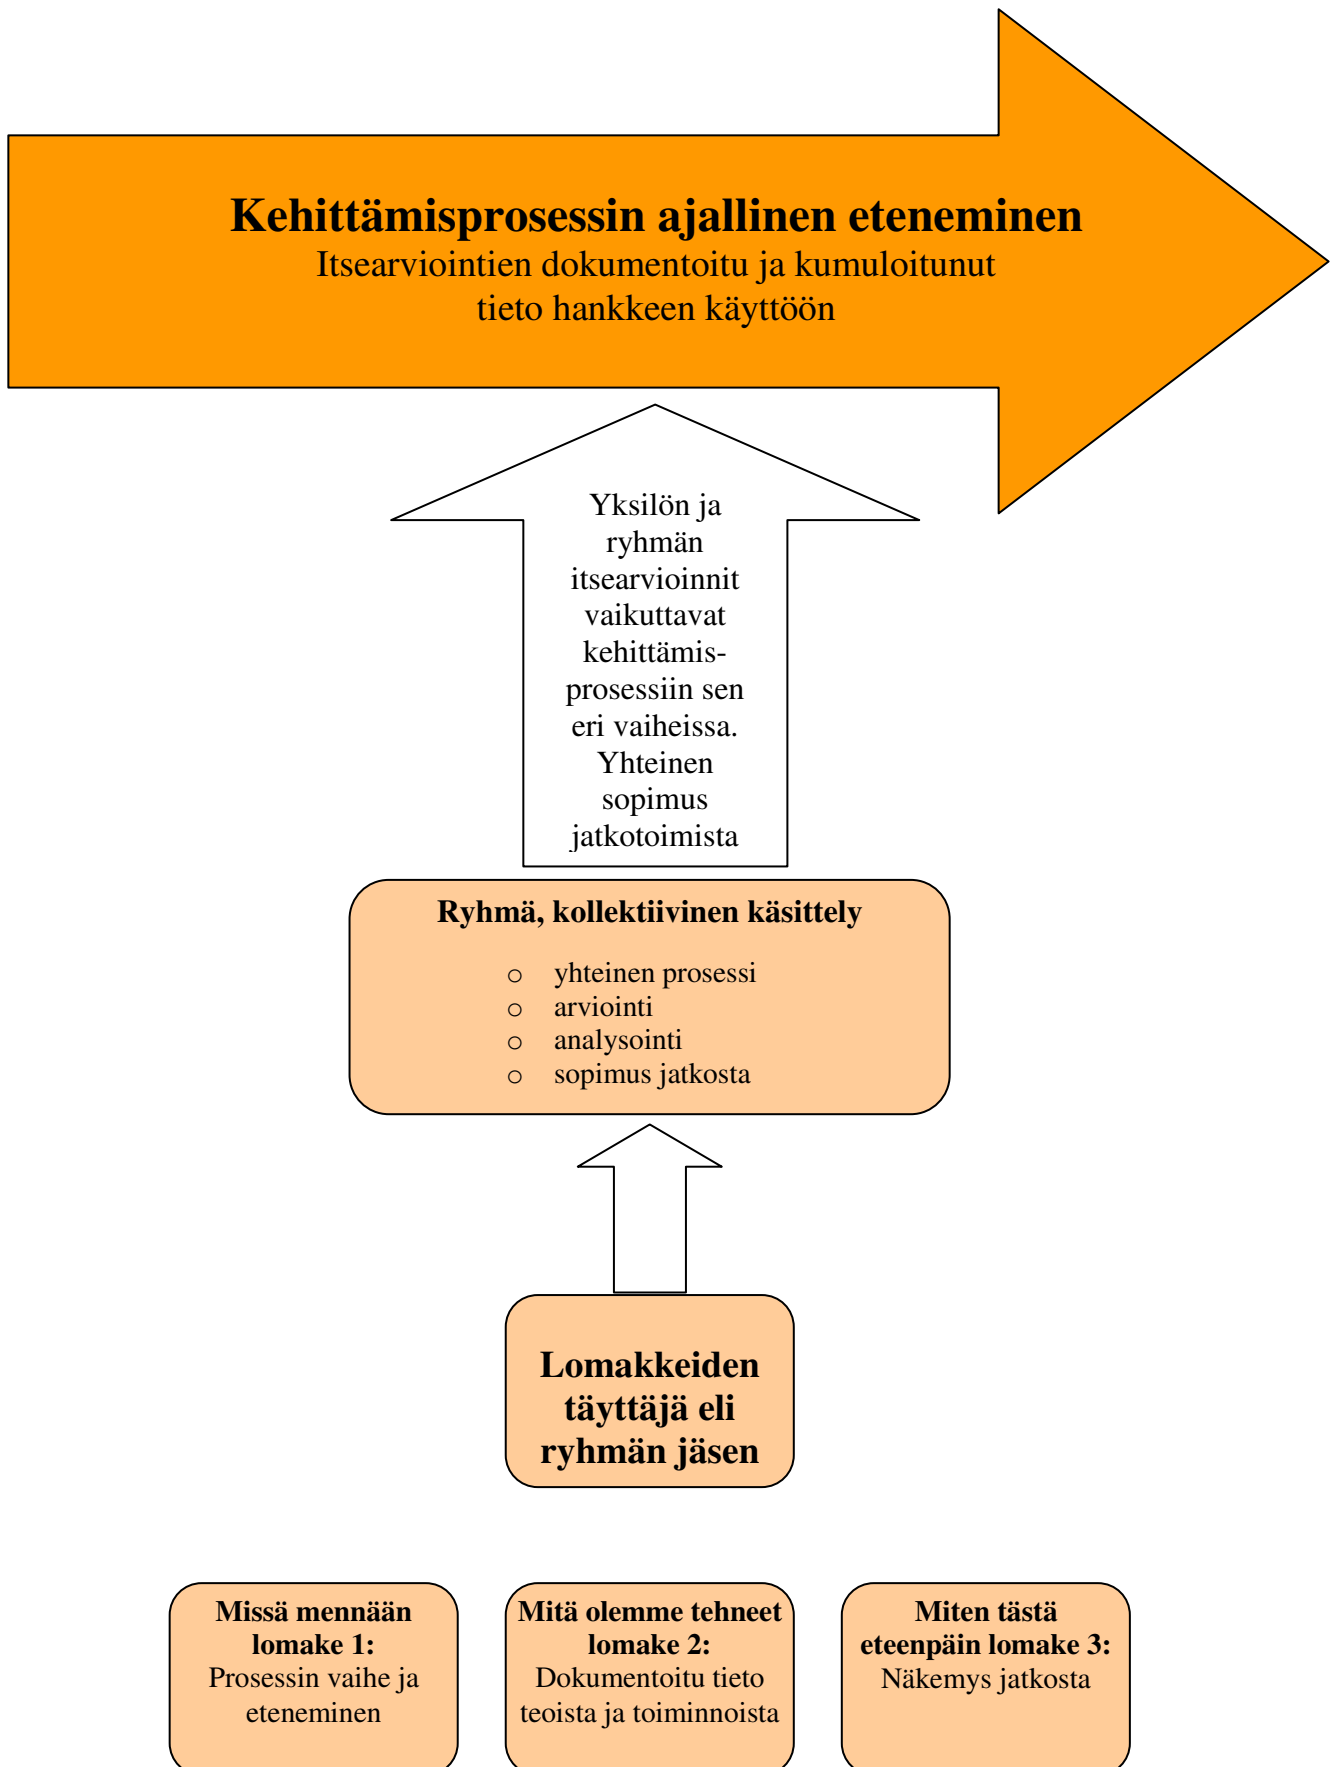 Kehittämisprosessin ajallinen eteneminen
Itsearviointien dokumentoitu ja kumuloitunut
tieto hankkeen käyttöön
Yksilön ja
ryhmän
itsearvioinnit
vaikuttavat
kehittämis-
prosessiin sen
eri vaiheissa.
Yhteinen
sopimus
jatkotoimista
Ryhmä, kollektiivinen käsittely
o yhteinen prosessi
o arviointi
o analysointi
o sopimus jatkosta
Lomakkeiden
täyttäjä eli
ryhmän jäsen
Missä mennään
lomake 1:
Prosessin vaihe ja
eteneminen
Mitä olemme tehneet
lomake 2:
Dokumentoitu tieto
teoista ja toiminnoista
Miten tästä
eteenpäin lomake 3:
Näkemys jatkosta